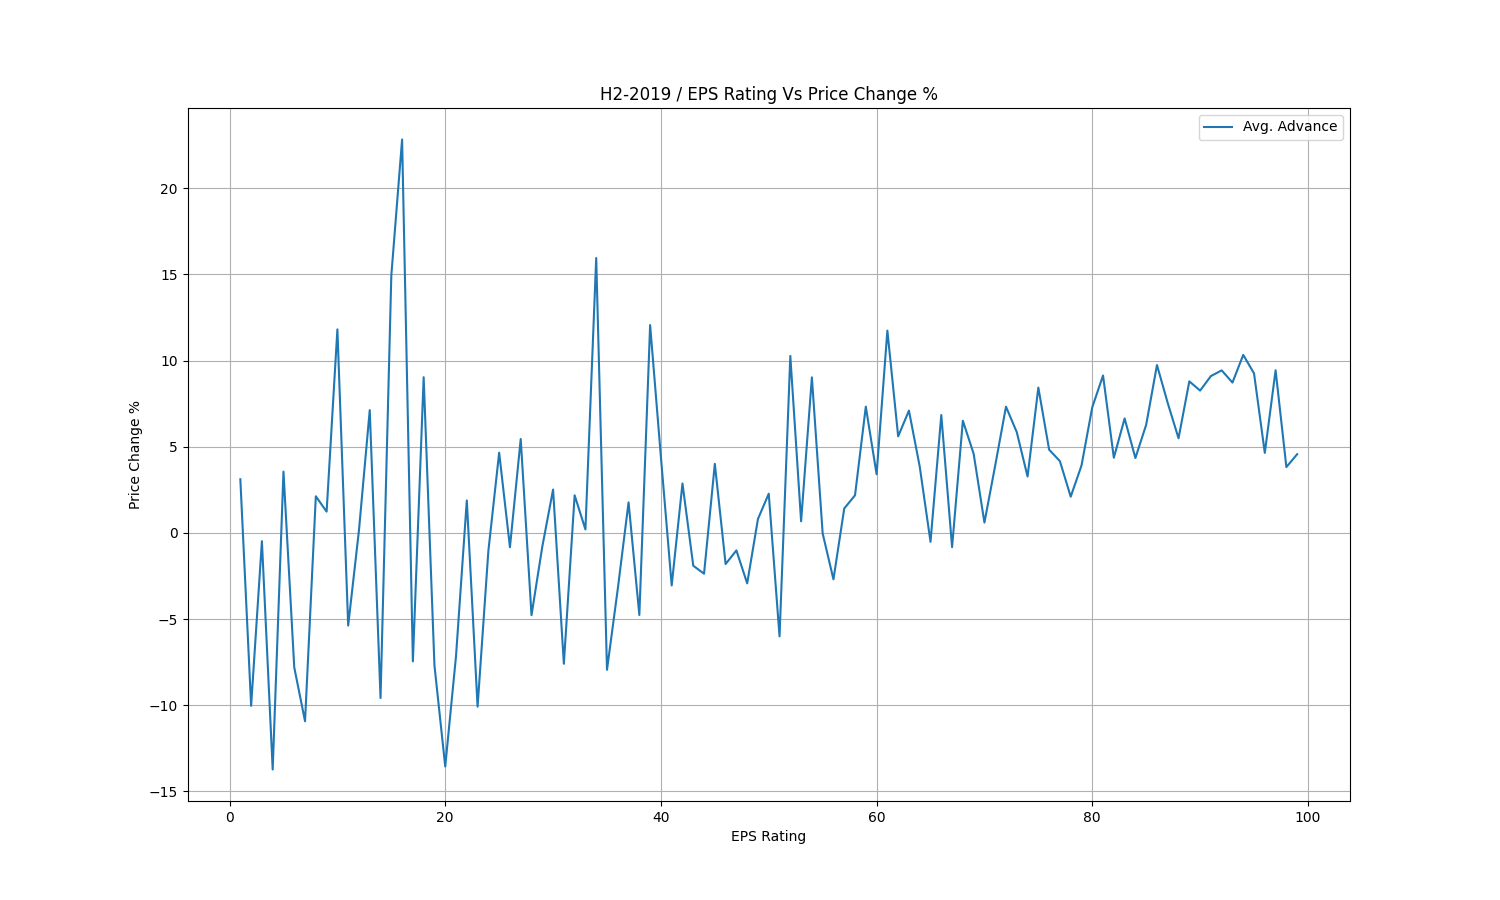 H2-2019 / EPS Rating Vs Price Change %
Avg. Advance
20
15
10
5
0
−5
−10
−15
Price Change %
0 20 40 60 80 100
EPS Rating